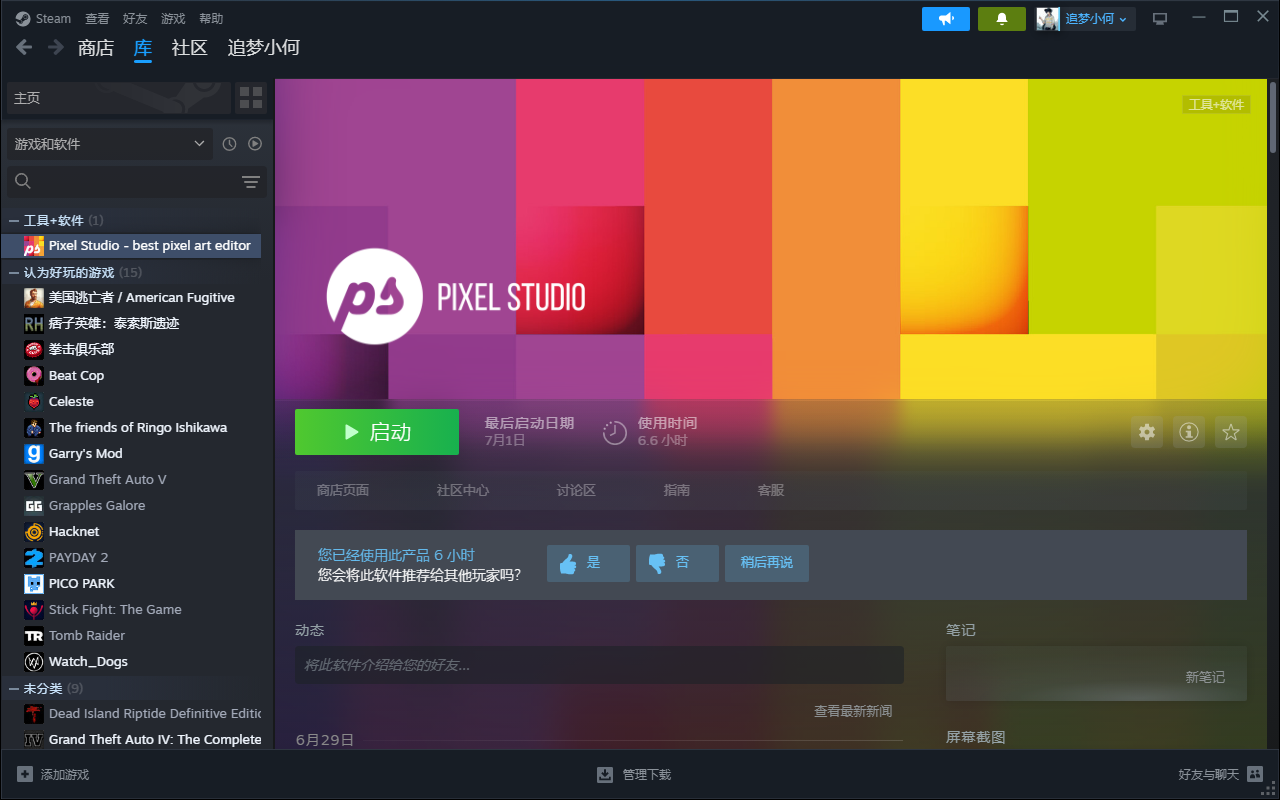 Steam 查看 好友 游戏 帮助
追梦小何
商店 库 社区 追梦小何
主页
游戏和软件
工具+软件 (1)
Pixel Studio - best pixel art editor
认为好玩的游戏 (15)
美国逃亡者 / American Fugitive
RH 痞子英雄：泰索斯遗迹
拳击俱乐部
Beat Cop
Celeste
The friends of Ringo Ishikawa
Garry's Mod
Grand Theft Auto V
GG Grapples Galore
Hacknet
PAYDAY 2
PICO PARK
Stick Fight: The Game
TR Tomb Raider
Watch_Dogs
未分类 (9)
Dead Island Riptide Definitive Editic
IV Grand Theft Auto IV: The Complete
工具+软件
ps PIXEL STUDIO
启动
最后启动日期
7月1日
使用时间
6.6 小时
商店页面 社区中心 讨论区 指南 客服
您已经使用此产品 6 小时
您会将此软件推荐给其他玩家吗?
是 否 稍后再说
动态
将此软件介绍给您的好友...
查看最新新闻
6月29日
笔记
新笔记
屏幕截图
添加游戏 管理下载 好友与聊天